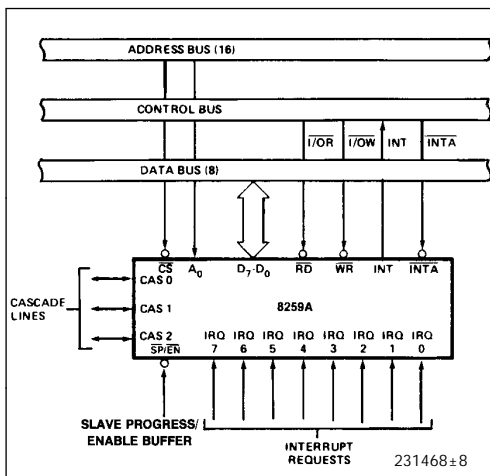 ADDRESS BUS (16)
CONTROL BUS
I/OR I/OW INT INTA
DATA BUS (8)
CS A0 D7-D0 RD WR INT INTA
CAS 0
8259A
CASCADE
LINES
CAS 1
CAS 2
IRQ IRQ IRQ IRQ IRQ IRQ IRQ IRQ
SP/EN 7 6 5 4 3 2 1 0
SLAVE PROGRESS/
ENABLE BUFFER
INTERRUPT
REQUESTS
231468±8